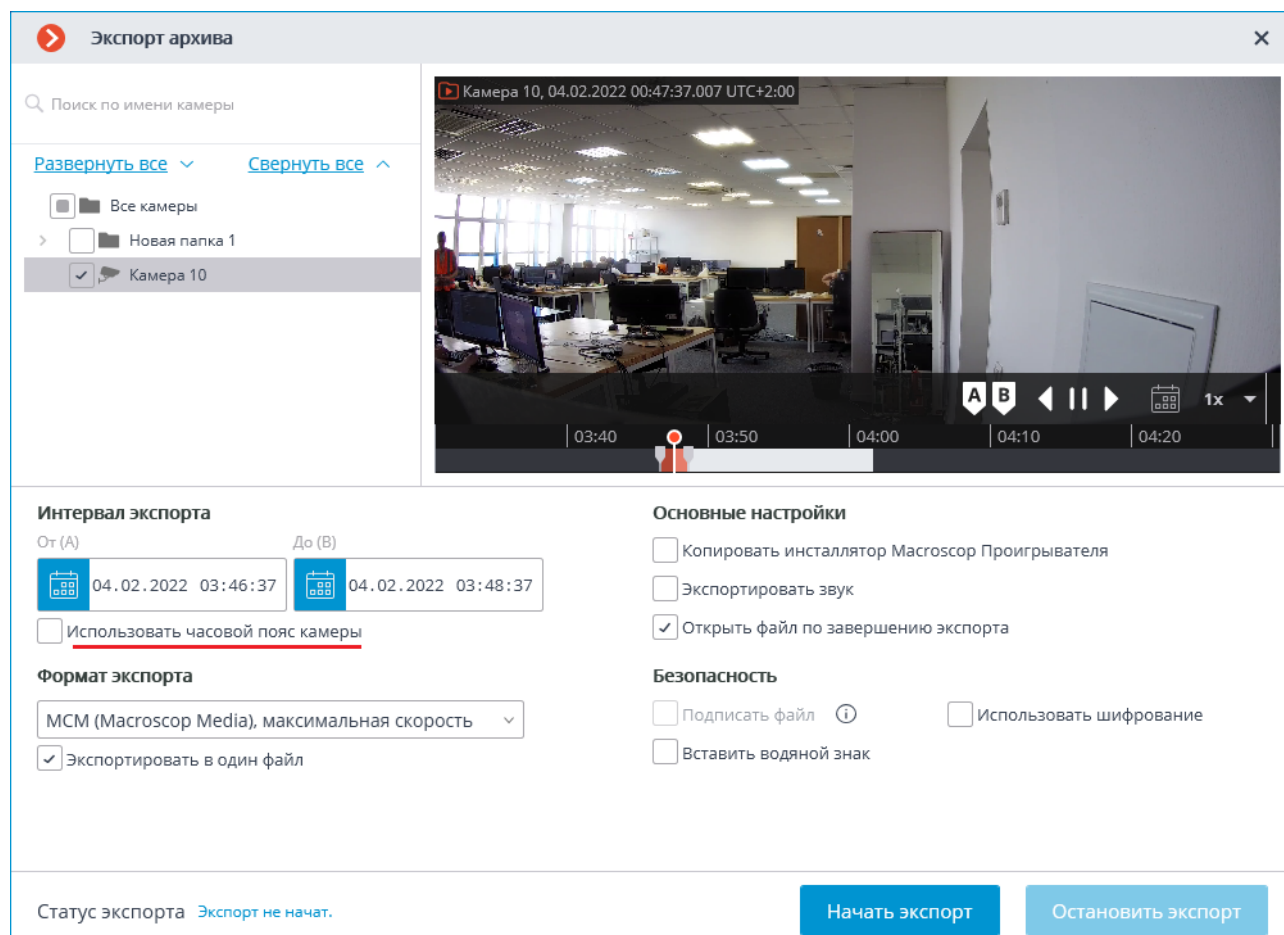 Экспорт архива
Поиск по имени камеры
Развернуть все
Свернуть все
Все камеры
Новая папка 1
Камера 10
Камера 10, 04.02.2022 00:47:37.007 UTC+2:00
A B 1x
03:40 03:50 04:00 04:10 04:20
Интервал экспорта
От (A) До (B)
04.02.2022 03:46:37 04.02.2022 03:48:37
Использовать часовой пояс камеры
Формат экспорта
MCM (Macroscop Media), максимальная скорость
Экспортировать в один файл
Основные настройки
Копировать инсталлятор Macroscop Проигрывателя
Экспортировать звук
Открыть файл по завершению экспорта
Безопасность
Подписать файл Использовать шифрование
Вставить водяной знак
Статус экспорта Экспорт не начат.
Начать экспорт
Остановить экспорт